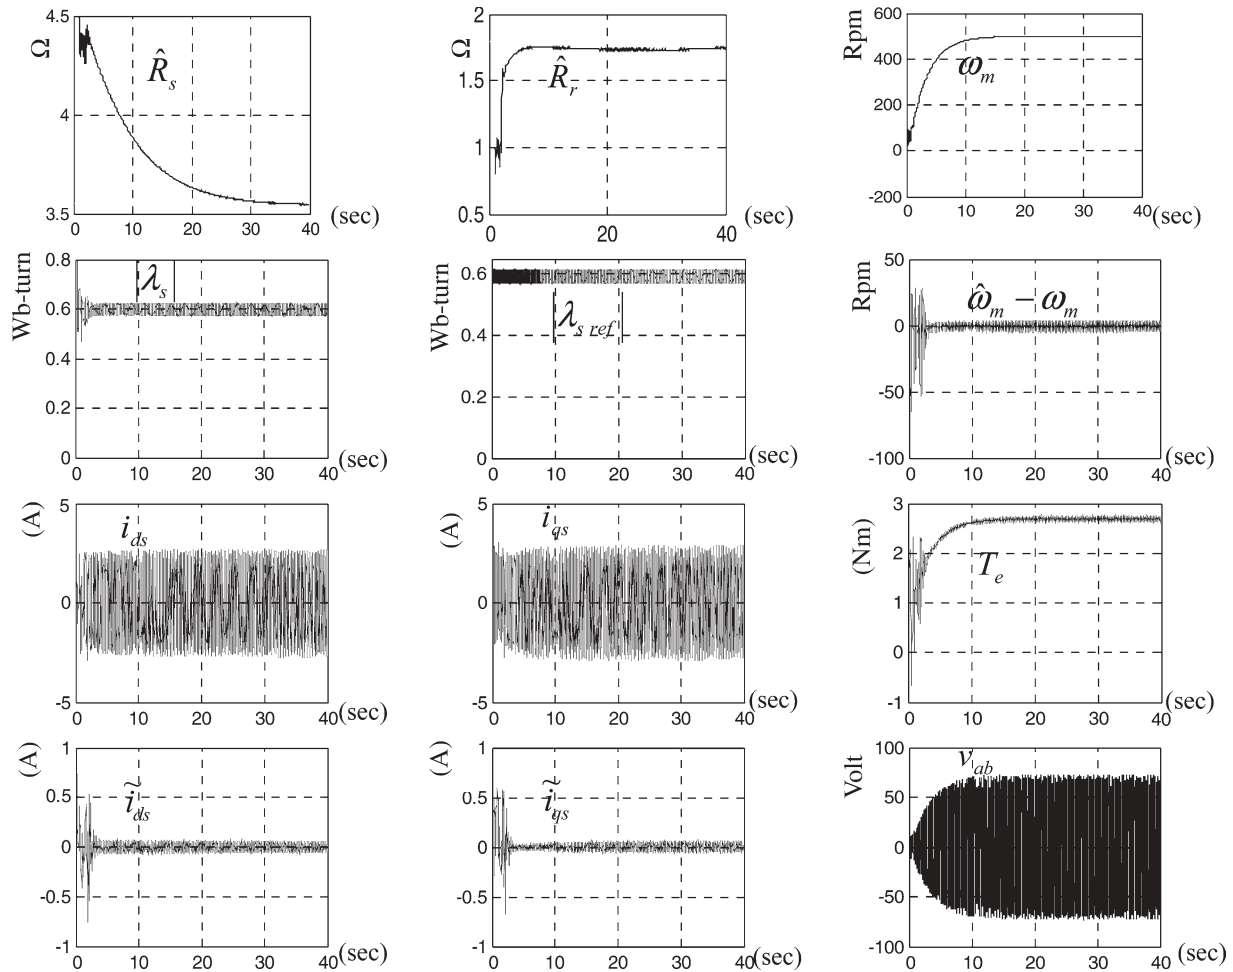 4.5
4
3.5
Ω
R̂s
0 10 20 30 40 (sec)
2
1.5
1
0.5
Ω
R̂r
0 10 20 30 40 (sec)
600
400
200
0
-200
Rpm
ωm
0 10 20 30 40 (sec)
0.8
0.6
0.4
0.2
0
Wb-turn
|λs|
0 10 20 30 40 (sec)
0.6
0.4
0.2
0
Wb-turn
|λs ref|
0 10 20 30 40 (sec)
50
0
-50
-100
Rpm
ω̂m − ωm
0 10 20 30 40 (sec)
5
0
-5
(A)
ids
0 10 20 30 40 (sec)
5
0
-5
(A)
iqs
0 10 20 30 40 (sec)
3
2
1
0
-1
(Nm)
Te
0 10 20 30 40 (sec)
1
0.5
0
-0.5
-1
(A)
ĩds
0 10 20 30 40 (sec)
1
0.5
0
-0.5
-1
(A)
ĩqs
0 10 20 30 40 (sec)
100
50
0
-50
-100
Volt
vab
0 10 20 30 40 (sec)